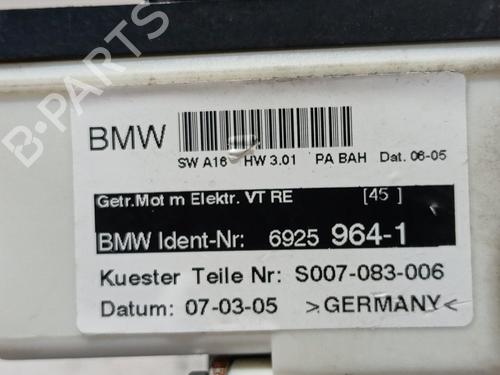 BMW
SW A16 HW 3.01 PA BAH Dat. 06-05
Getr.Mot m Elektr. VT RE [45]
BMW Ident-Nr: 6925 964-1
Kuester Teile Nr: S007-083-006
Datum: 07-03-05 >GERMANY<
B-PARTS